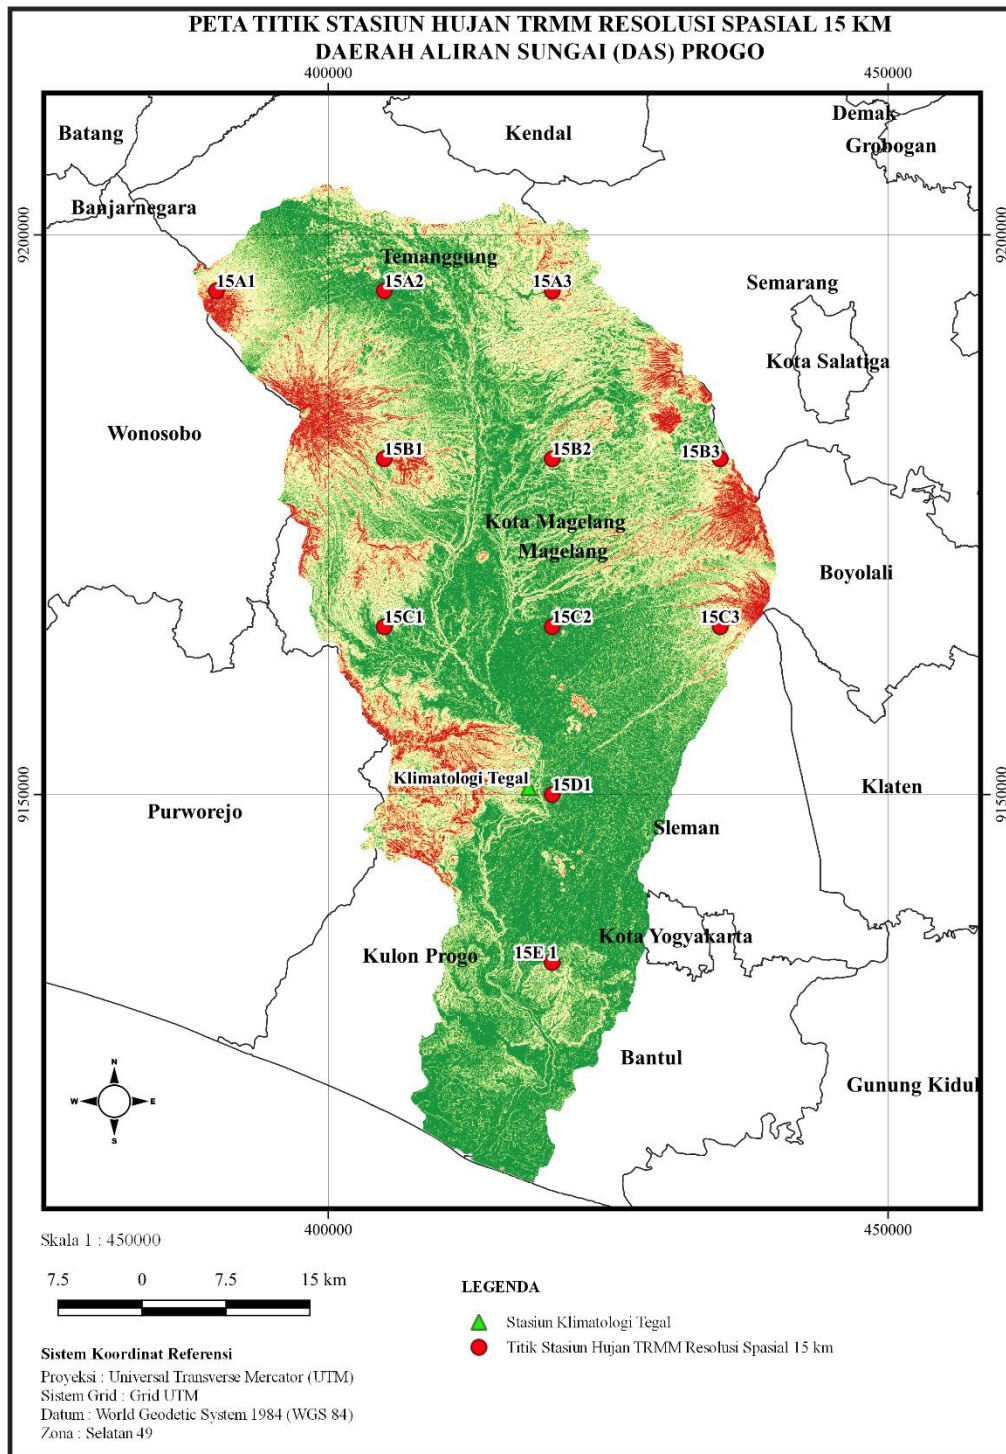 PETA TITIK STASIUN HUJAN TRMM RESOLUSI SPASIAL 15 KM
DAERAH ALIRAN SUNGAI (DAS) PROGO
400000
450000
Demak
Batang
Kendal
Grobogan
Banjarnegara
9200000
9200000
Temanggung
15A1
15A2
15A3
Semarang
Kota Salatiga
Wonosobo
15B1
15B2
15B3
Kota Magelang
Magelang
Boyolali
15C1
15C2
15C3
Klimatologi Tegal
15D1
Klaten
9150000
9150000
Purworejo
Sleman
Kota Yogyakarta
Kulon Progo
15E 1
Bantul
Gunung Kidul
N
W
E
S
400000
450000
Skala 1 : 450000
7.5 0 7.5 15 km
LEGENDA
Stasiun Klimatologi Tegal
Titik Stasiun Hujan TRMM Resolusi Spasial 15 km
Sistem Koordinat Referensi
Proyeksi : Universal Transverse Mercator (UTM)
Sistem Grid : Grid UTM
Datum : World Geodetic System 1984 (WGS 84)
Zona : Selatan 49